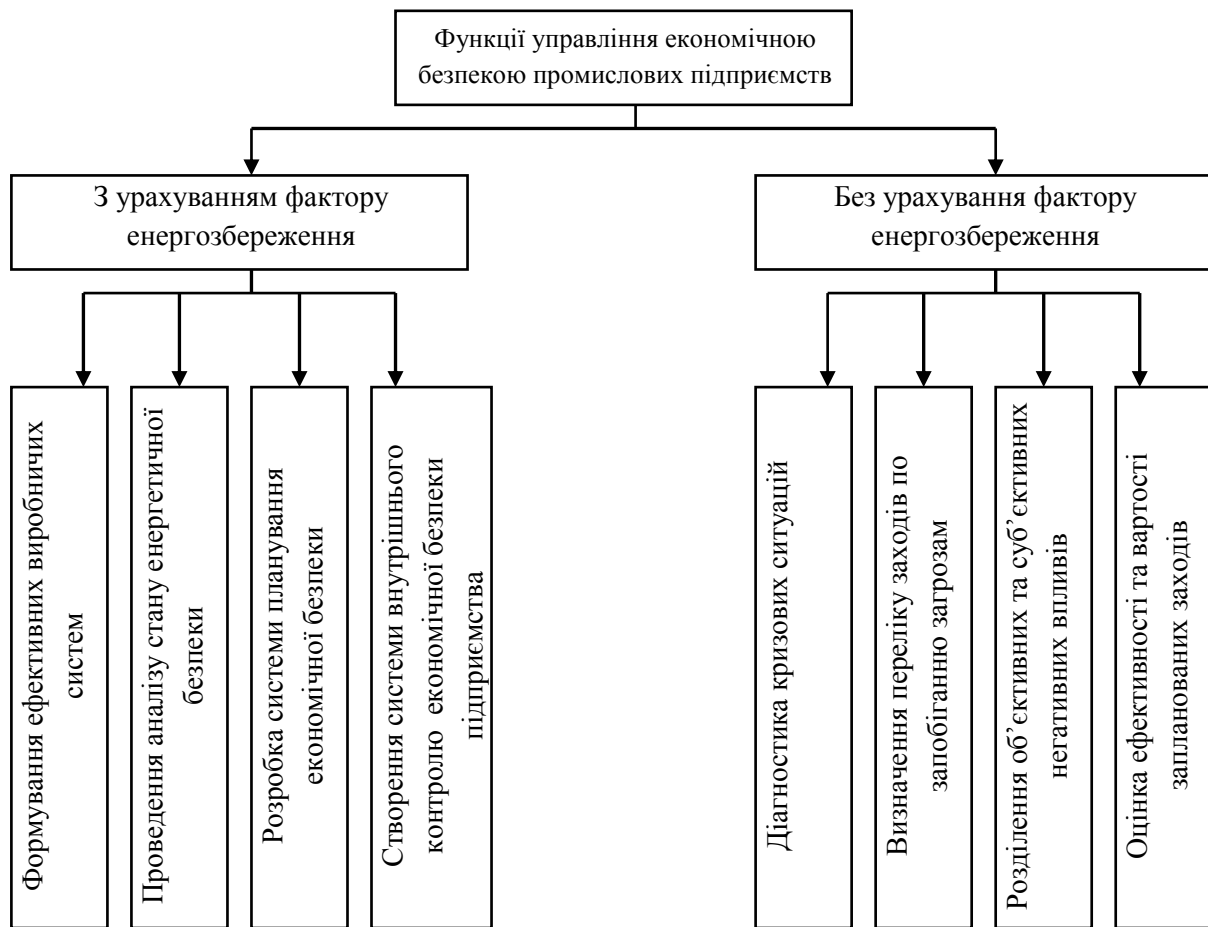 Функції управління економічною
безпекою промислових підприємств
З урахуванням фактору
енергозбереження
Без урахування фактору
енергозбереження
Формування ефективних виробничих
систем
Проведення аналізу стану енергетичної
безпеки
Розробка системи планування
економічної безпеки
Створення системи внутрішнього
контролю економічної безпеки
підприємства
Діагностика кризових ситуацій
Визначення переліку заходів по
запобіганню загрозам
Розділення об’єктивних та суб’єктивних
негативних впливів
Оцінка ефективності та вартості
запланованих заходів